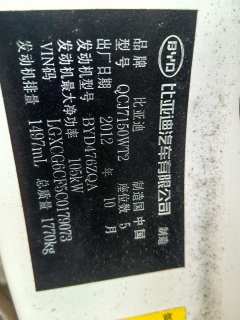 BYD 比亚迪汽车有限公司 制造
品牌 比亚迪 制造国 中国
型号 QCJ7150WT2 座位数 5
出厂日期 2012
发动机型号 BYD476ZQA
发动机最大净功率 105kW
VIN码 LGXCG6CF5C0170073
发动机排量 1497mL 总质量 1770kg